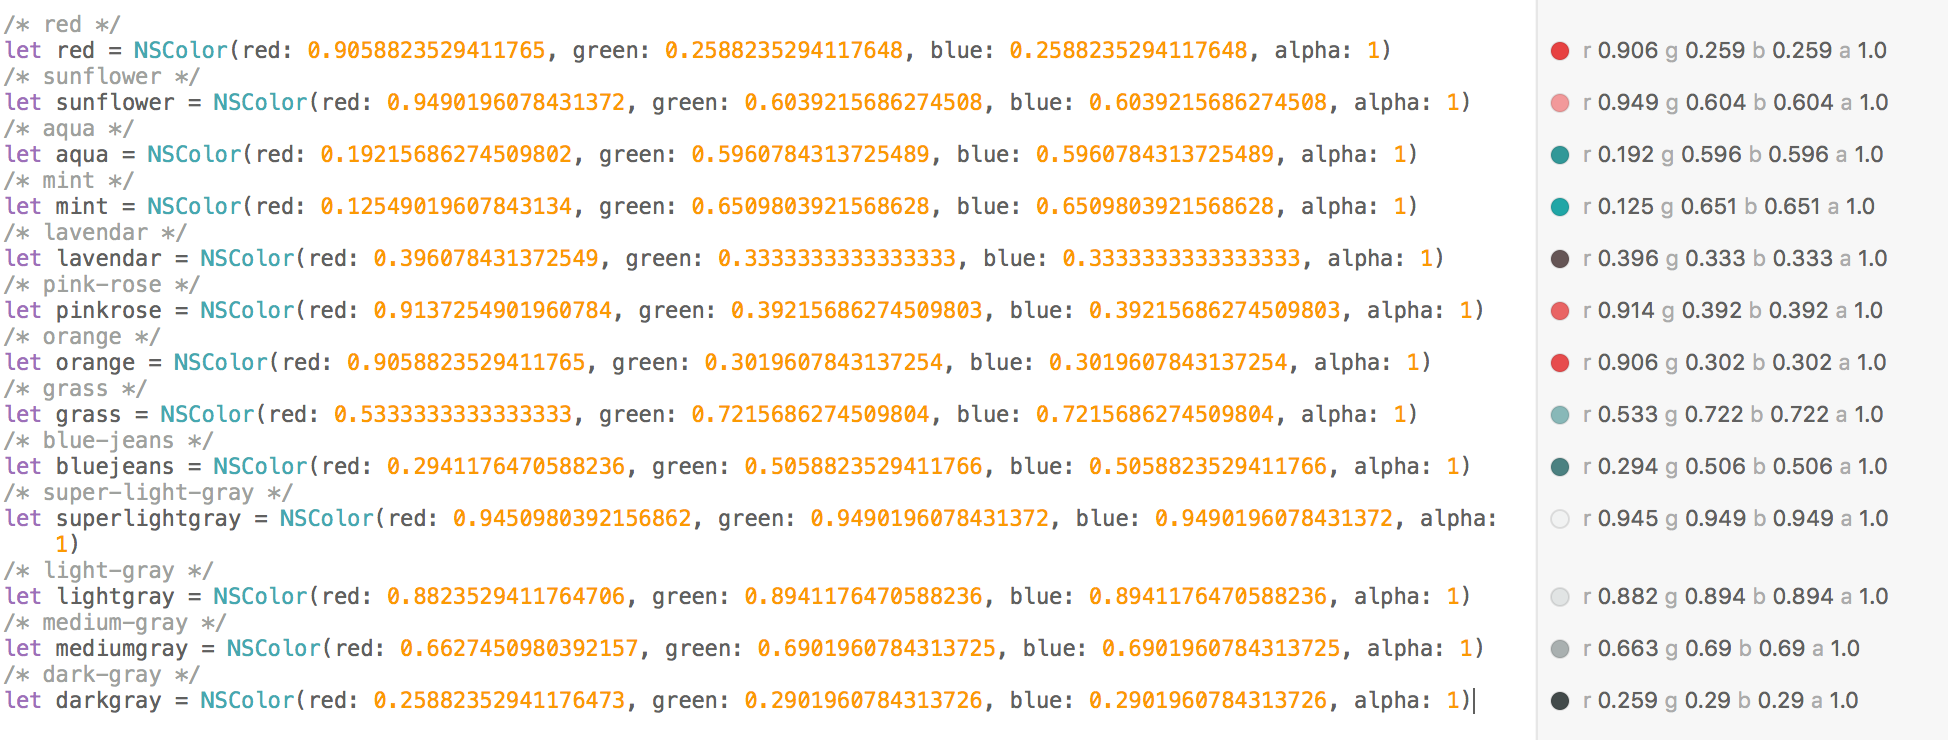 /* red */
let red = NSColor(red: 0.9058823529411765, green: 0.2588235294117648, blue: 0.2588235294117648, alpha: 1) r 0.906 g 0.259 b 0.259 a 1.0
/* sunflower */
let sunflower = NSColor(red: 0.9490196078431372, green: 0.6039215686274508, blue: 0.6039215686274508, alpha: 1) r 0.949 g 0.604 b 0.604 a 1.0
/* aqua */
let aqua = NSColor(red: 0.19215686274509802, green: 0.5960784313725489, blue: 0.5960784313725489, alpha: 1) r 0.192 g 0.596 b 0.596 a 1.0
/* mint */
let mint = NSColor(red: 0.12549019607843134, green: 0.6509803921568628, blue: 0.6509803921568628, alpha: 1) r 0.125 g 0.651 b 0.651 a 1.0
/* lavendar */
let lavendar = NSColor(red: 0.396078431372549, green: 0.3333333333333333, blue: 0.3333333333333333, alpha: 1) r 0.396 g 0.333 b 0.333 a 1.0
/* pink-rose */
let pinkrose = NSColor(red: 0.9137254901960784, green: 0.39215686274509803, blue: 0.39215686274509803, alpha: 1) r 0.914 g 0.392 b 0.392 a 1.0
/* orange */
let orange = NSColor(red: 0.9058823529411765, green: 0.3019607843137254, blue: 0.3019607843137254, alpha: 1) r 0.906 g 0.302 b 0.302 a 1.0
/* grass */
let grass = NSColor(red: 0.5333333333333333, green: 0.7215686274509804, blue: 0.7215686274509804, alpha: 1) r 0.533 g 0.722 b 0.722 a 1.0
/* blue-jeans */
let bluejeans = NSColor(red: 0.2941176470588236, green: 0.5058823529411766, blue: 0.5058823529411766, alpha: 1) r 0.294 g 0.506 b 0.506 a 1.0
/* super-light-gray */
let superlightgray = NSColor(red: 0.9450980392156862, green: 0.9490196078431372, blue: 0.9490196078431372, alpha: r 0.945 g 0.949 b 0.949 a 1.0
1)
/* light-gray */
let lightgray = NSColor(red: 0.8823529411764706, green: 0.8941176470588236, blue: 0.8941176470588236, alpha: 1) r 0.882 g 0.894 b 0.894 a 1.0
/* medium-gray */
let mediumgray = NSColor(red: 0.6627450980392157, green: 0.6901960784313725, blue: 0.6901960784313725, alpha: 1) r 0.663 g 0.69 b 0.69 a 1.0
/* dark-gray */
let darkgray = NSColor(red: 0.25882352941176473, green: 0.2901960784313726, blue: 0.2901960784313726, alpha: 1) r 0.259 g 0.29 b 0.29 a 1.0